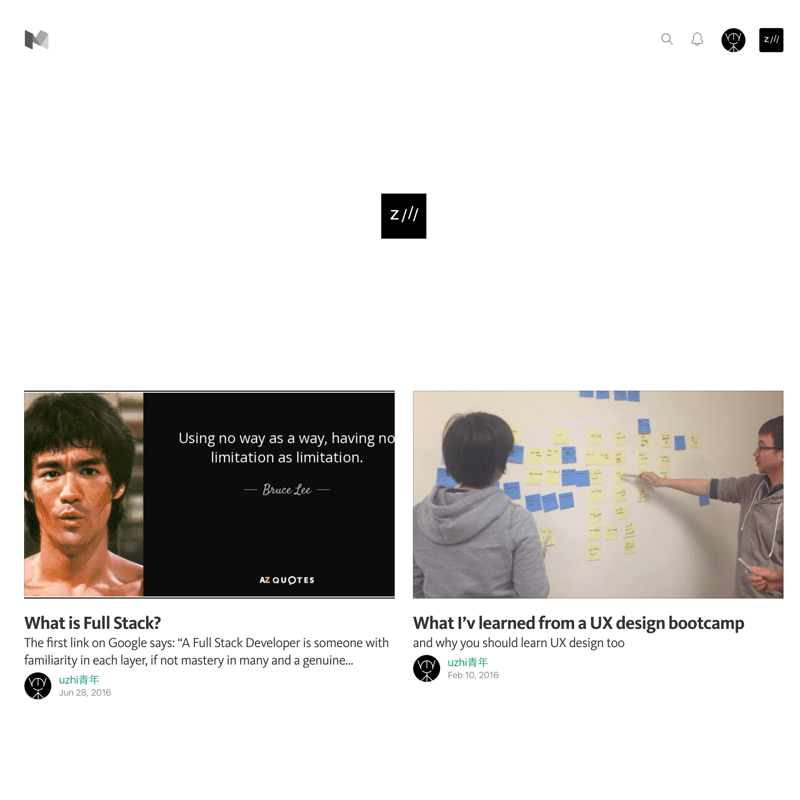 z ///
z ///
Using no way as a way, having no
limitation as limitation.
Bruce Lee
AZ QUOTES
What is Full Stack?
The first link on Google says: “A Full Stack Developer is someone with
familiarity in each layer, if not mastery in many and a genuine...
uzhi青年
Jun 28, 2016
What I’v learned from a UX design bootcamp
and why you should learn UX design too
uzhi青年
Feb 10, 2016